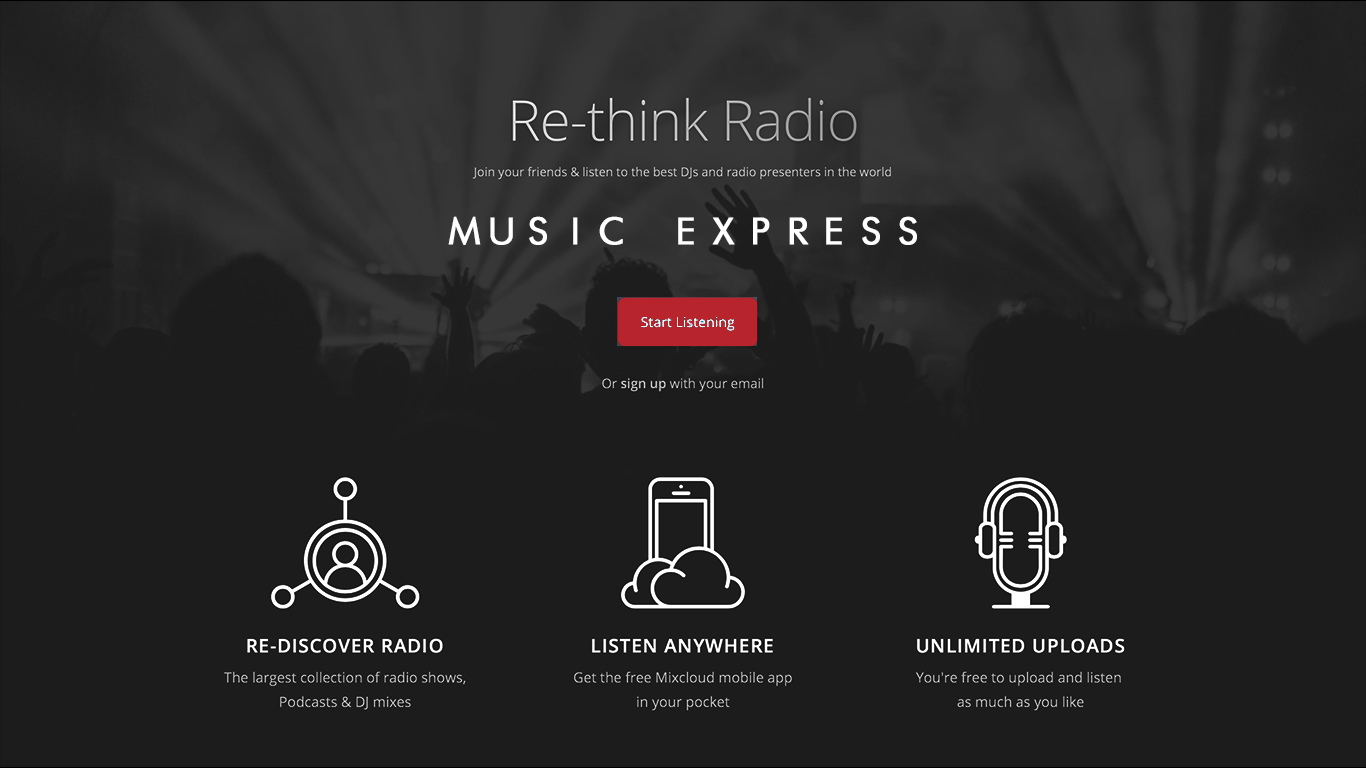 Re-think Radio
Join your friends & listen to the best DJs and radio presenters in the world
MUSIC EXPRESS
Start Listening
Or sign up with your email
RE-DISCOVER RADIO
The largest collection of radio shows,
Podcasts & DJ mixes
LISTEN ANYWHERE
Get the free Mixcloud mobile app
in your pocket
UNLIMITED UPLOADS
You're free to upload and listen
as much as you like